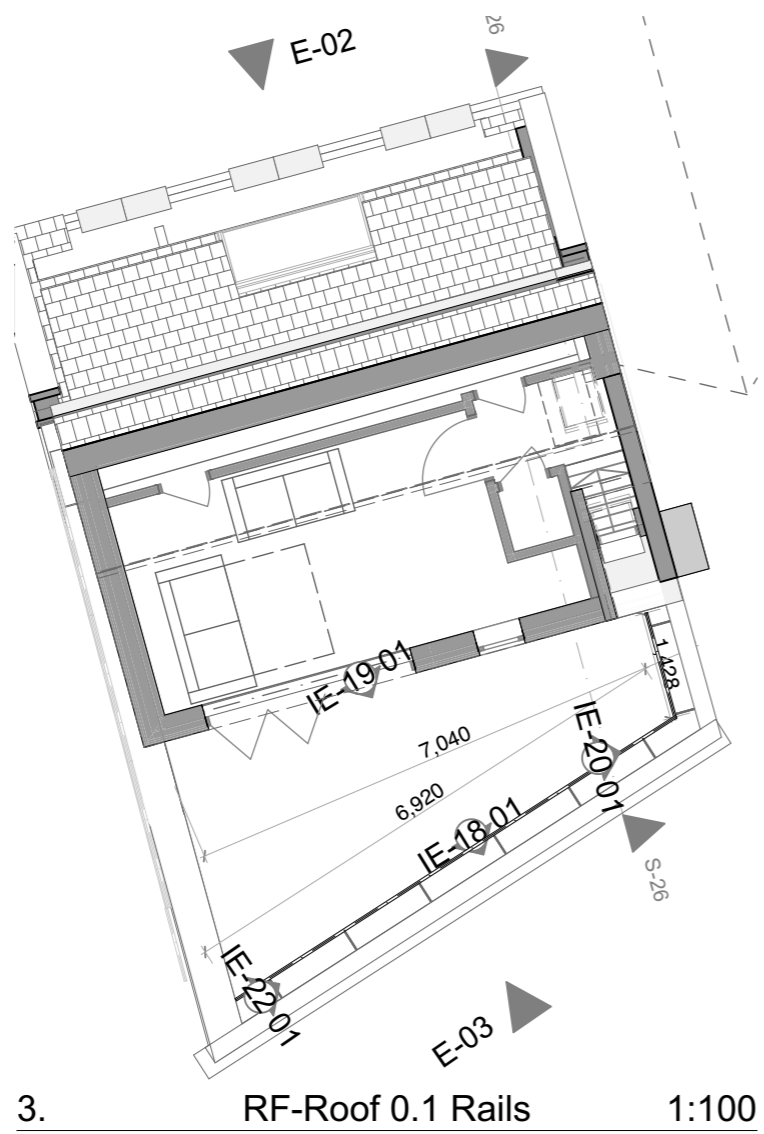 26
E-02
IE-19 01
1,428
7,040
IE-20 01
6,920
IE-18 01
S-26
IE-22 01
E-03
3. RF-Roof 0.1 Rails 1:100